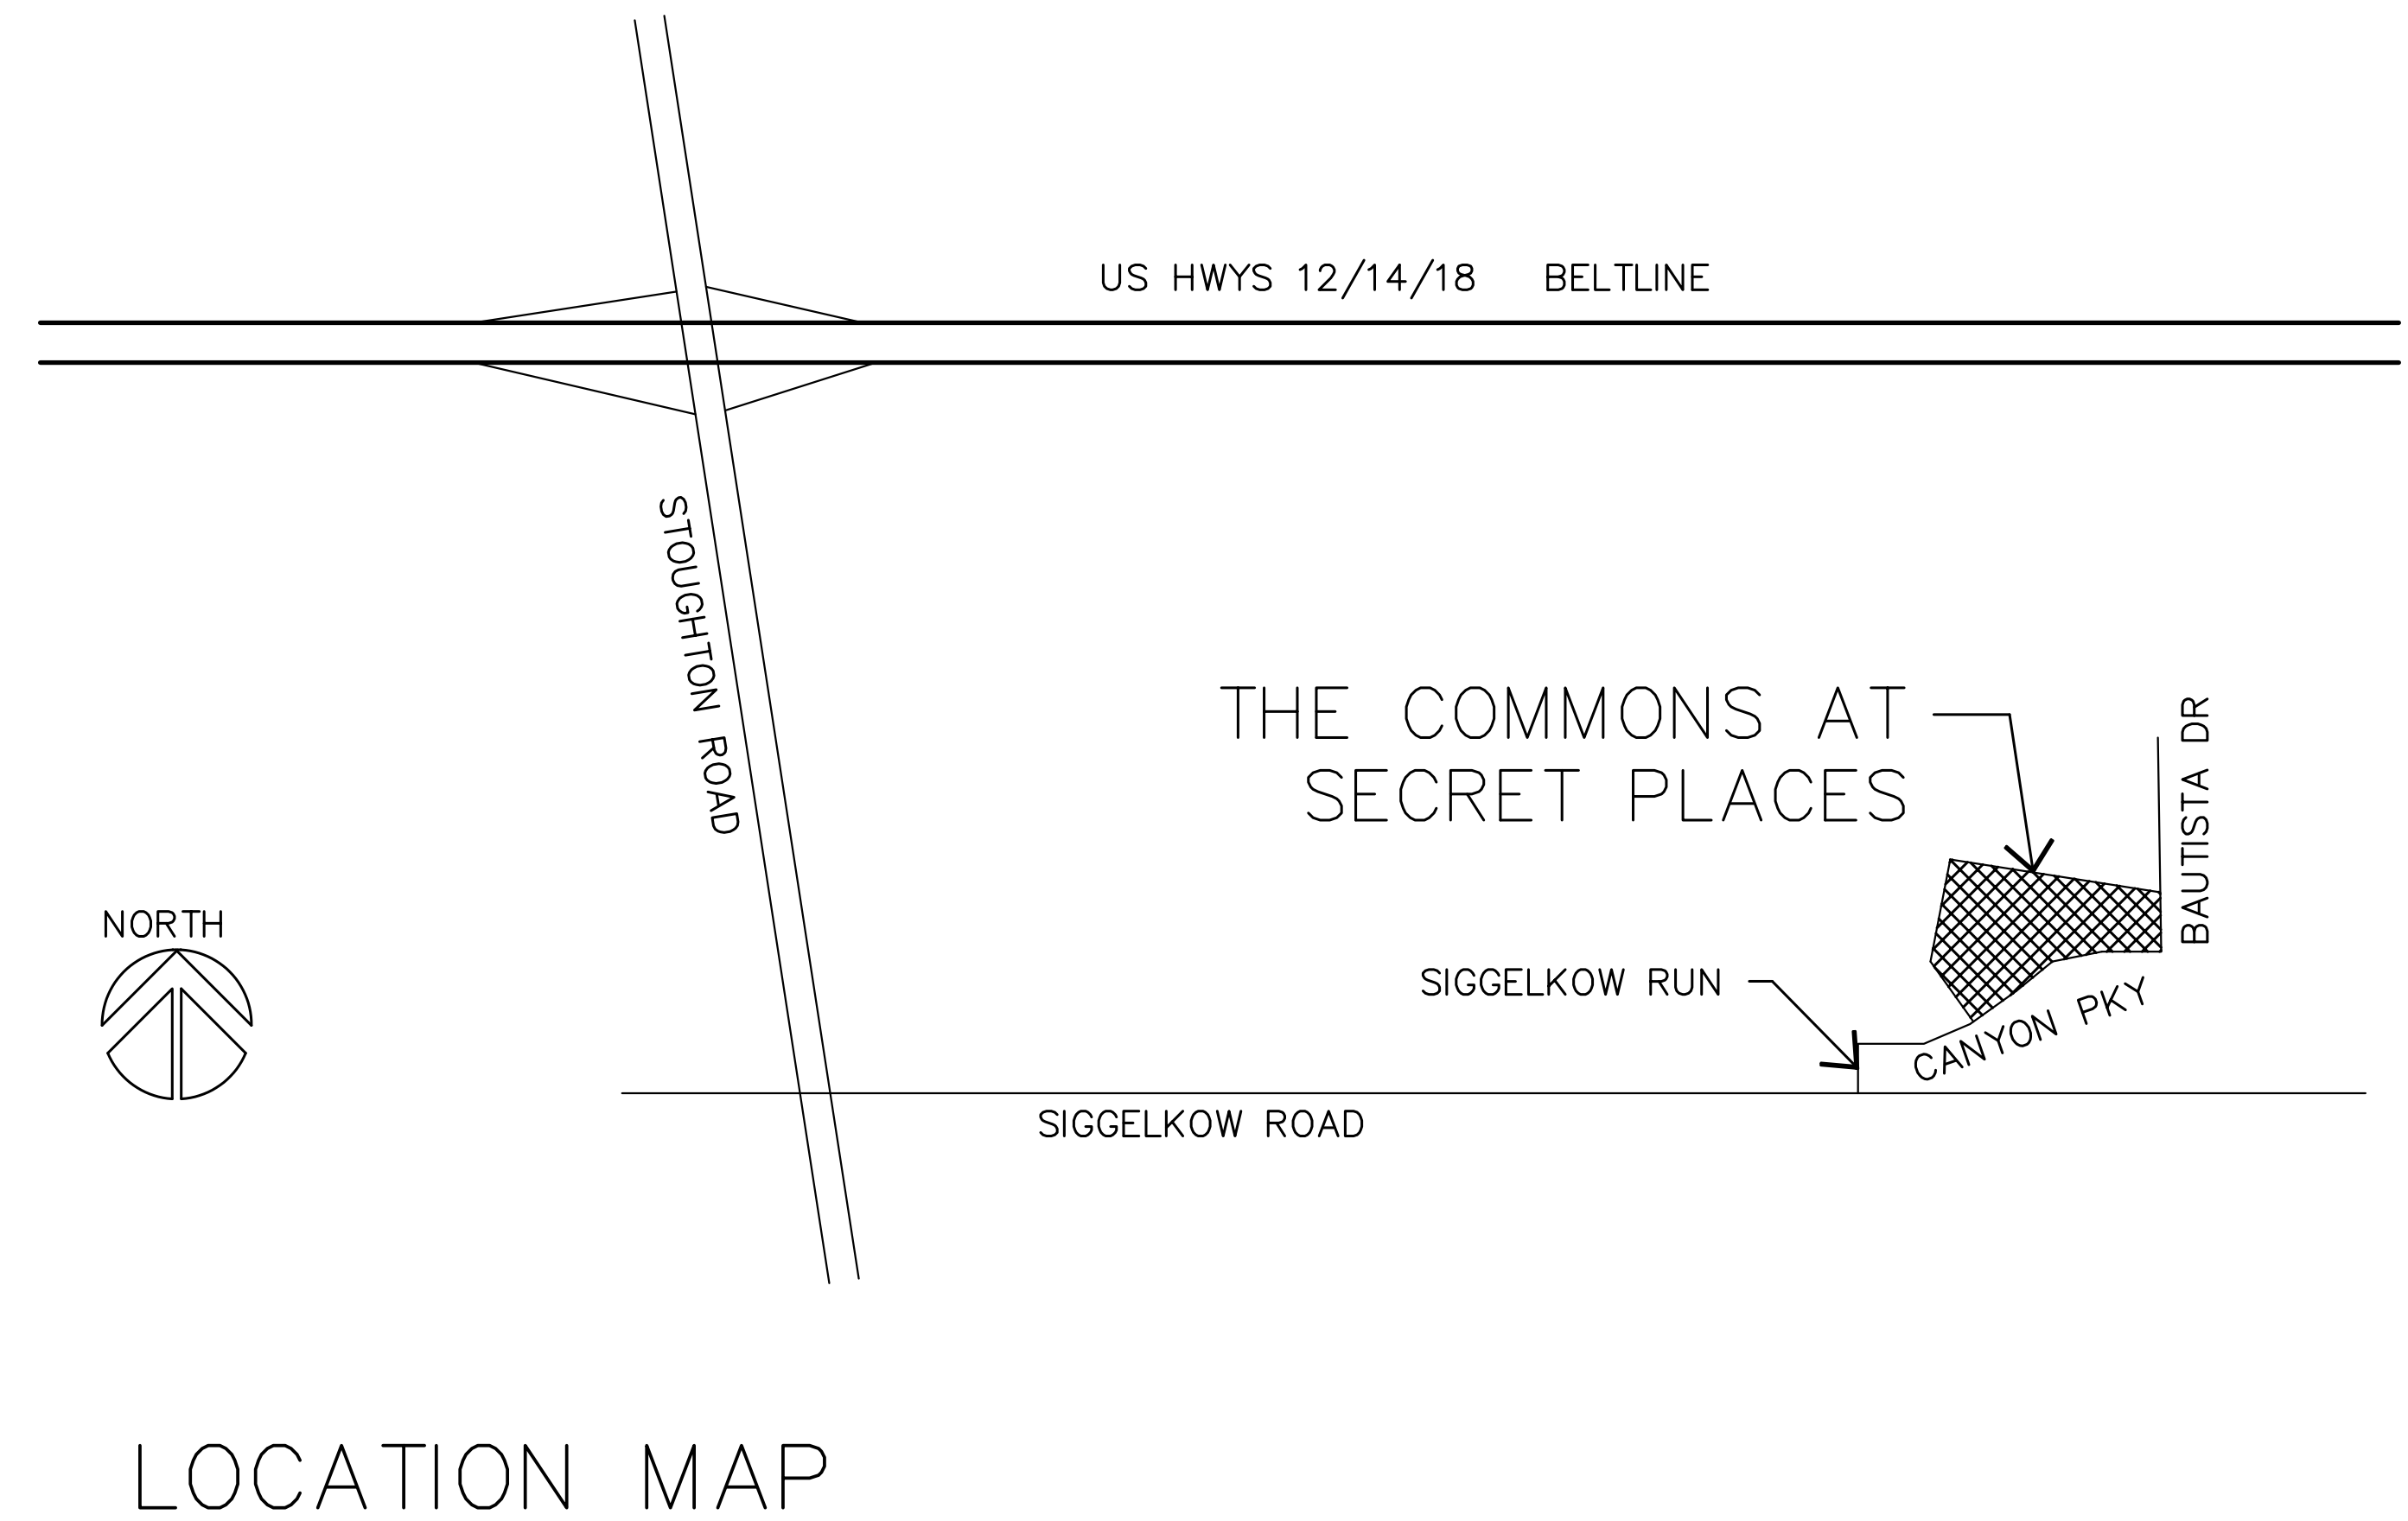 US HWYS 12/14/18 BELTLINE
STOUGHTON ROAD
THE COMMONS AT
SECRET PLACES
BAUTISTA DR
NORTH
SIGGELKOW RUN
CANYON PKY
SIGGELKOW ROAD
LOCATION MAP